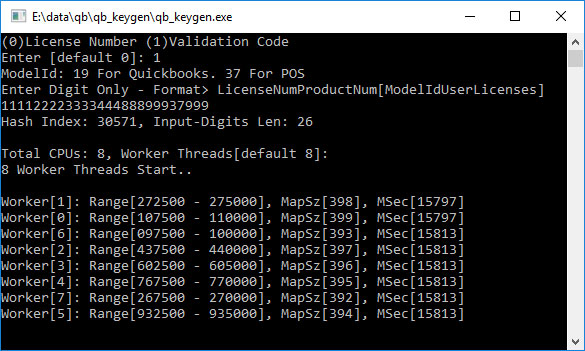 E:\data\qb\qb_keygen\qb_keygen.exe
(0)License Number (1)Validation Code
Enter [default 0]: 1
ModelId: 19 For Quickbooks. 37 For POS
Enter Digit Only - Format> LicenseNumProductNum[ModelIdUserLicenses]
11112222333344488899937999
Hash Index: 30571, Input-Digits Len: 26
Total CPUs: 8, Worker Threads[default 8]:
8 Worker Threads Start..
Worker[1]: Range[272500 - 275000], MapSz[398], MSec[15797]
Worker[0]: Range[107500 - 110000], MapSz[399], MSec[15797]
Worker[6]: Range[097500 - 100000], MapSz[393], MSec[15813]
Worker[2]: Range[437500 - 440000], MapSz[397], MSec[15813]
Worker[3]: Range[602500 - 605000], MapSz[396], MSec[15813]
Worker[4]: Range[767500 - 770000], MapSz[395], MSec[15813]
Worker[7]: Range[267500 - 270000], MapSz[392], MSec[15813]
Worker[5]: Range[932500 - 935000], MapSz[394], MSec[15813]